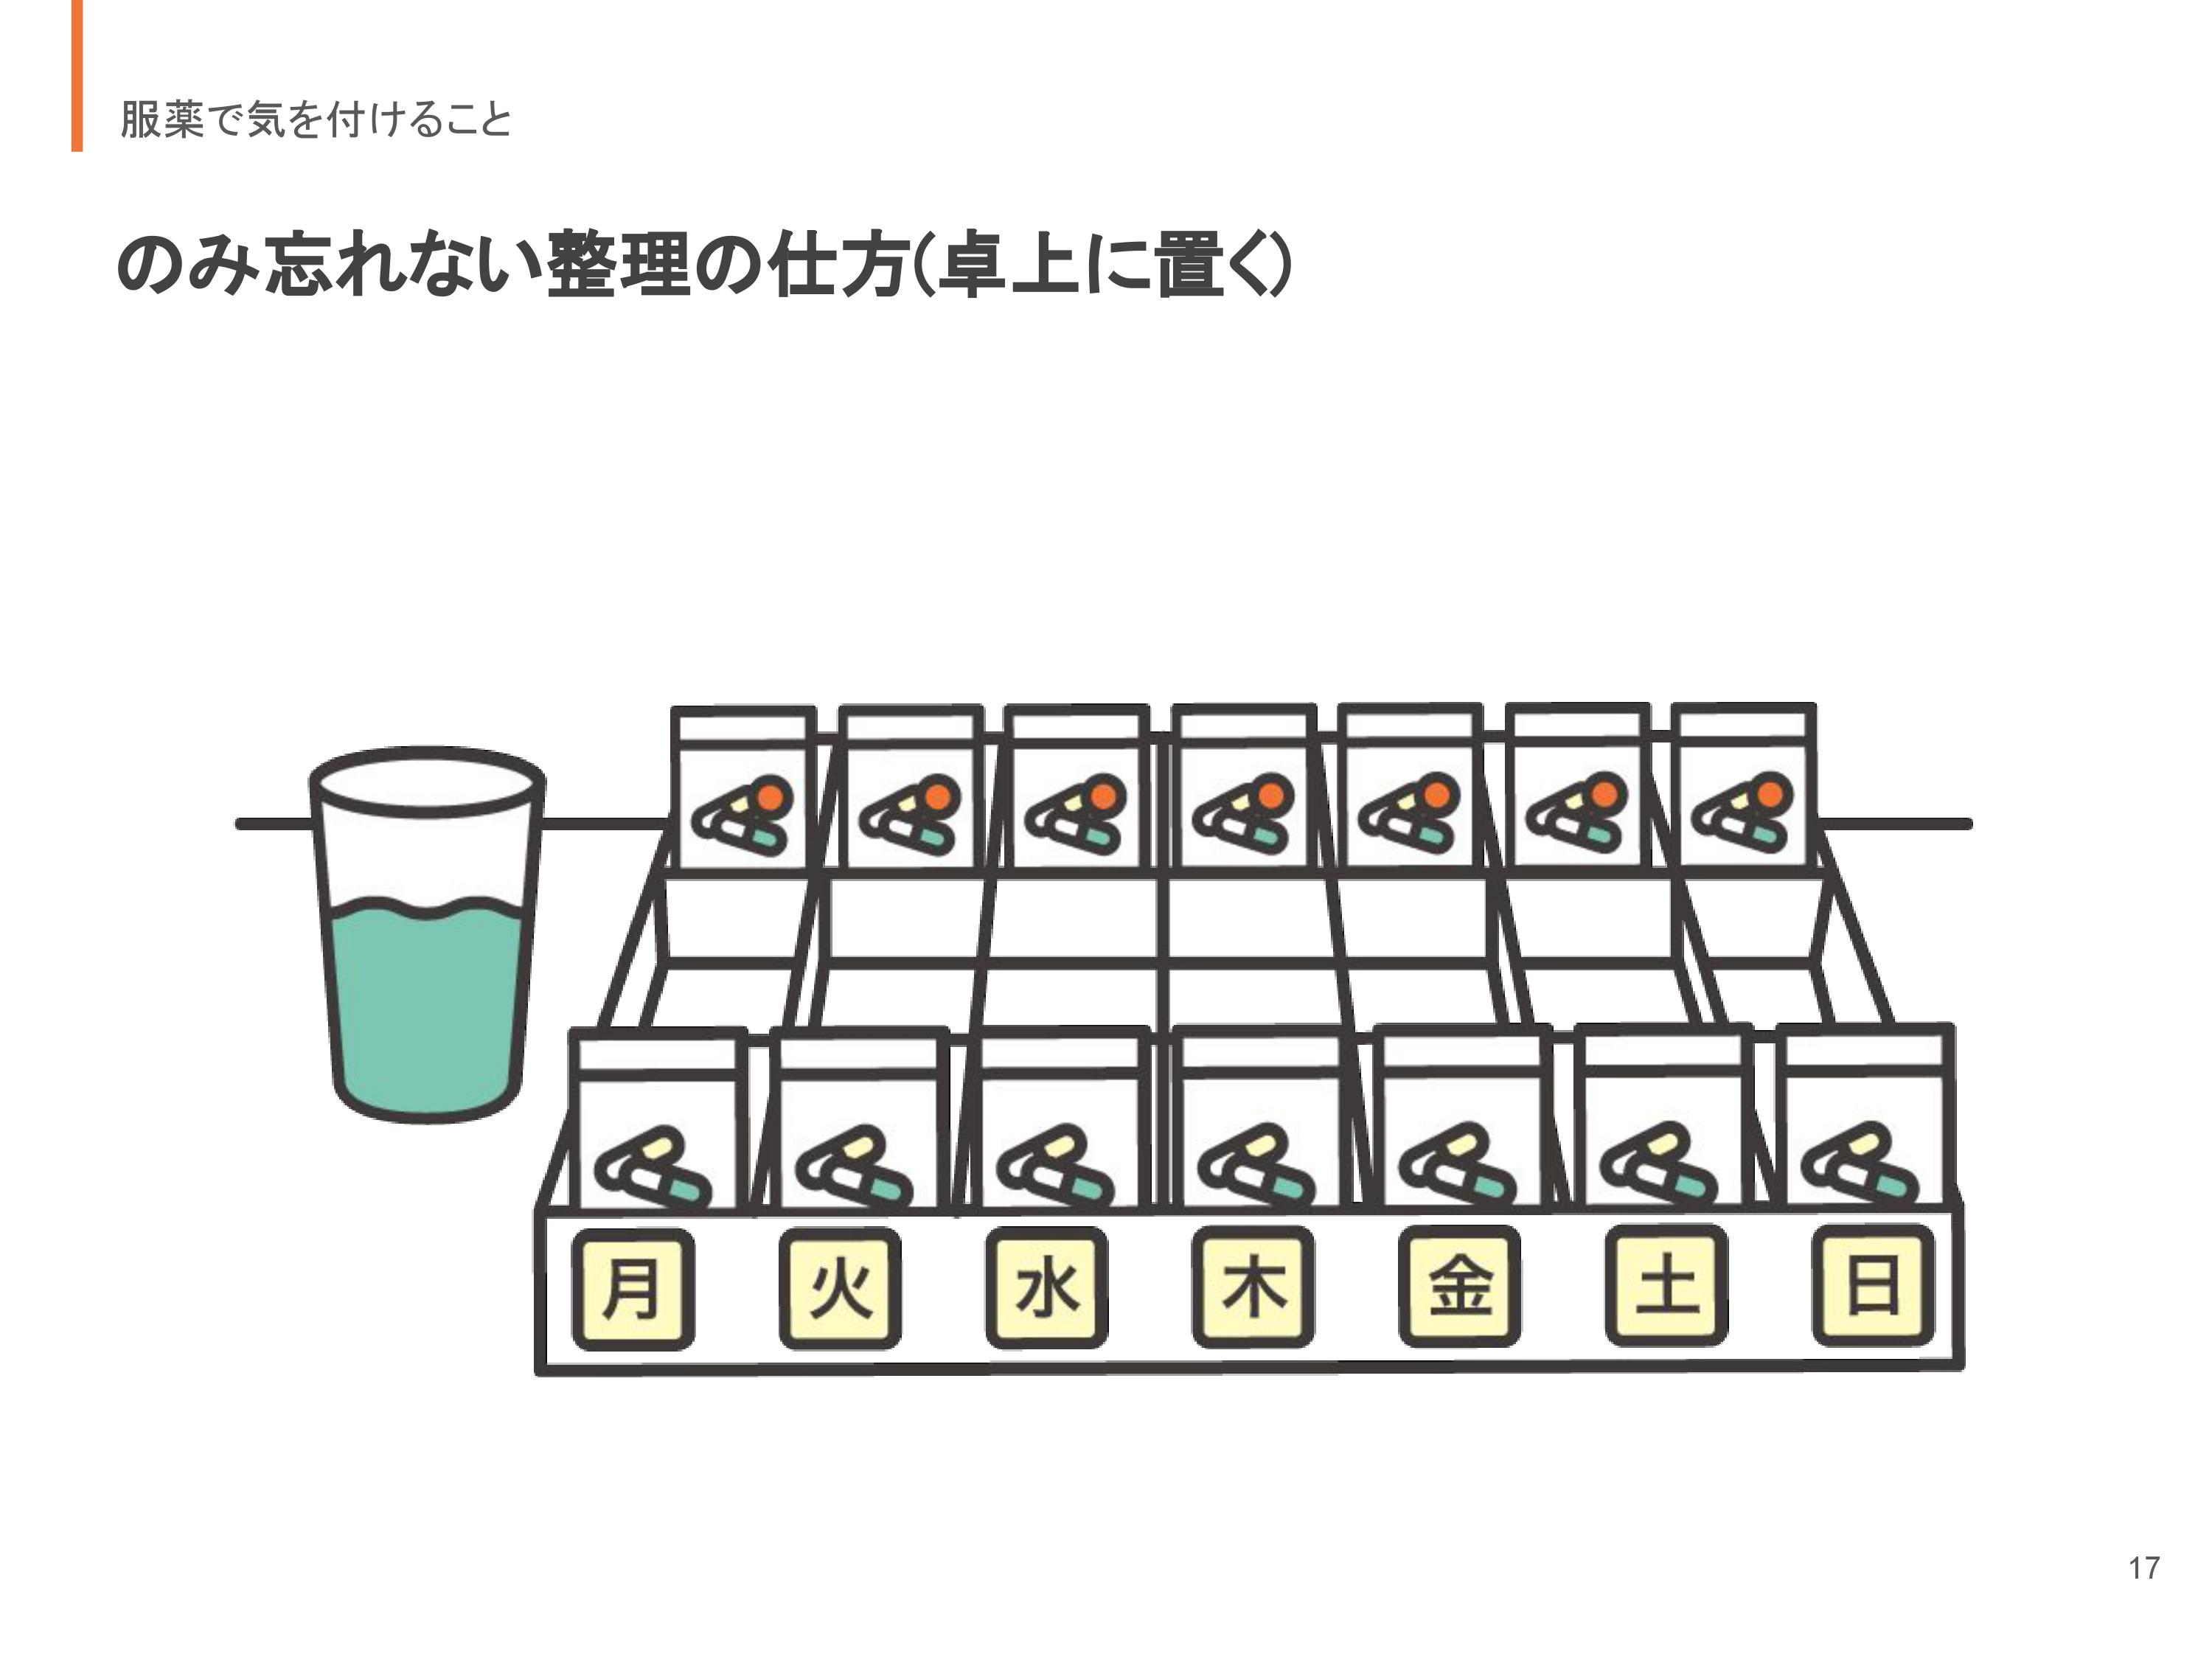 服薬で気を付けること
のみ忘れない整理の仕方(卓上に置く)
月 火 水 木 金 土 日
17